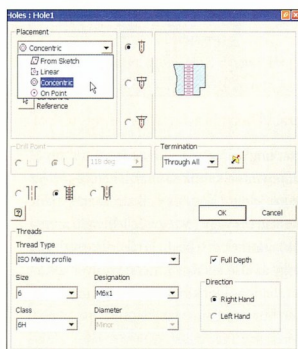 Holes : Hole1
Placement
Concentric
From Sketch
Linear
Concentric
On Point
Reference
Drill Point
118 deg
Termination
Through All
OK
Cancel
Threads
Thread Type
ISO Metric profile
Full Depth
Size
Designation
6
M6x1
Direction
Right Hand
Class
Diameter
Left Hand
6H
Minor